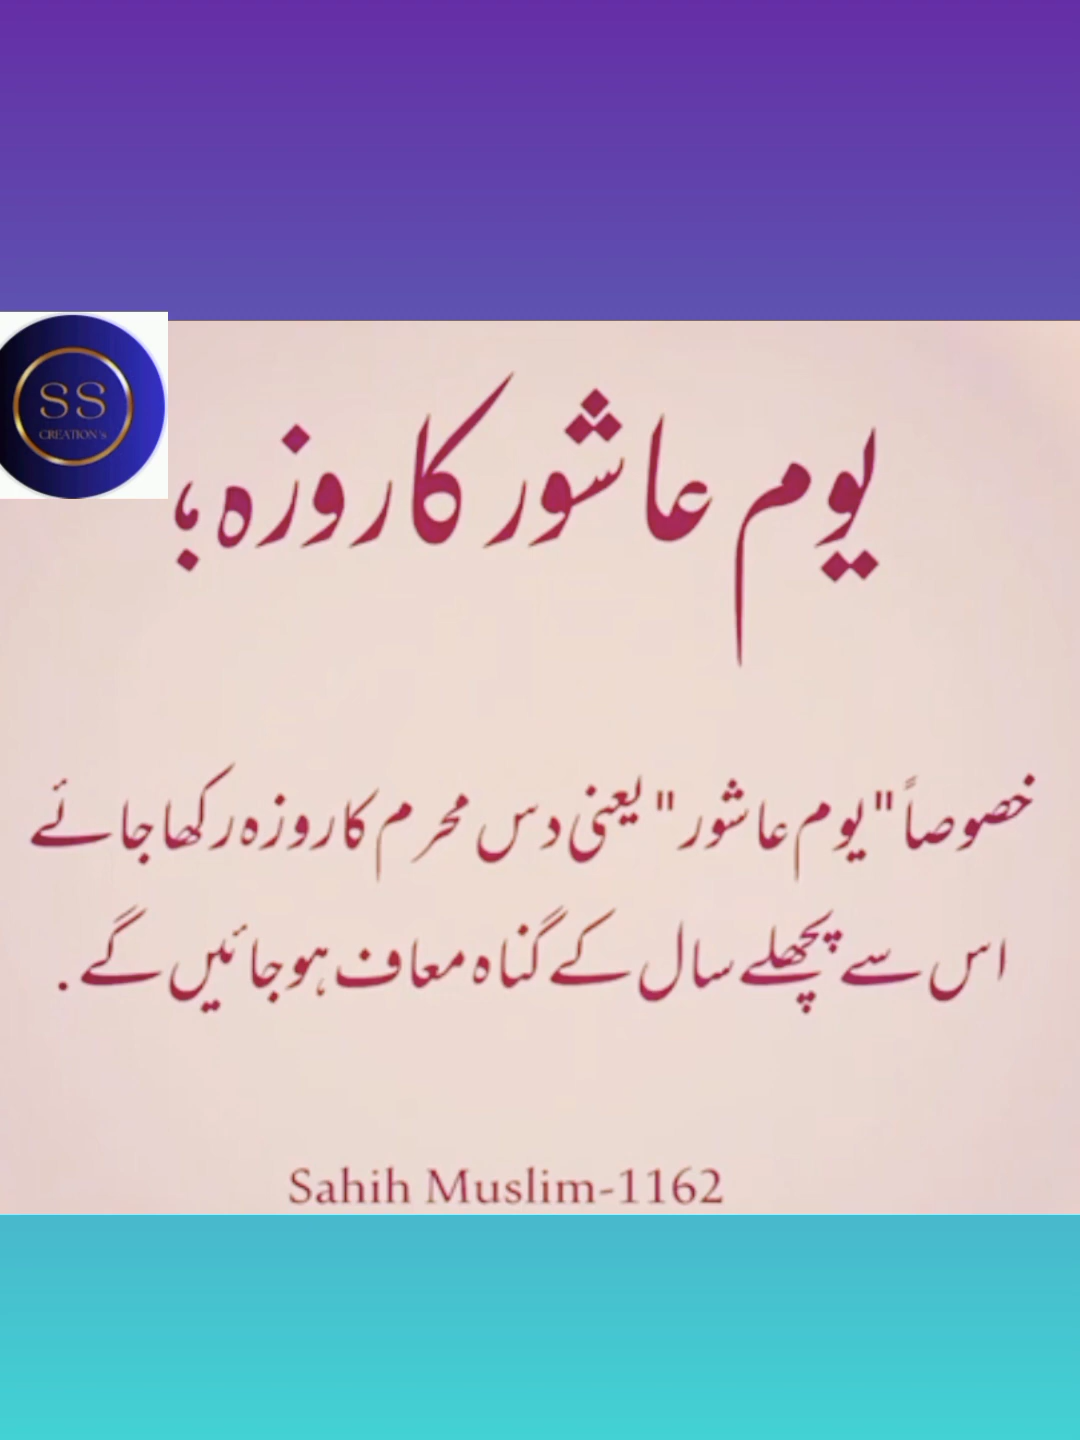 SS
CREATION's
یوم عاشور کا روزہ ؛
خصوصاً "یوم عاشور" یعنی دس محرم کا روزہ رکھا جائے
اس سے پچھلے سال کے گناہ معاف ہو جائیں گے .
Sahih Muslim-1162